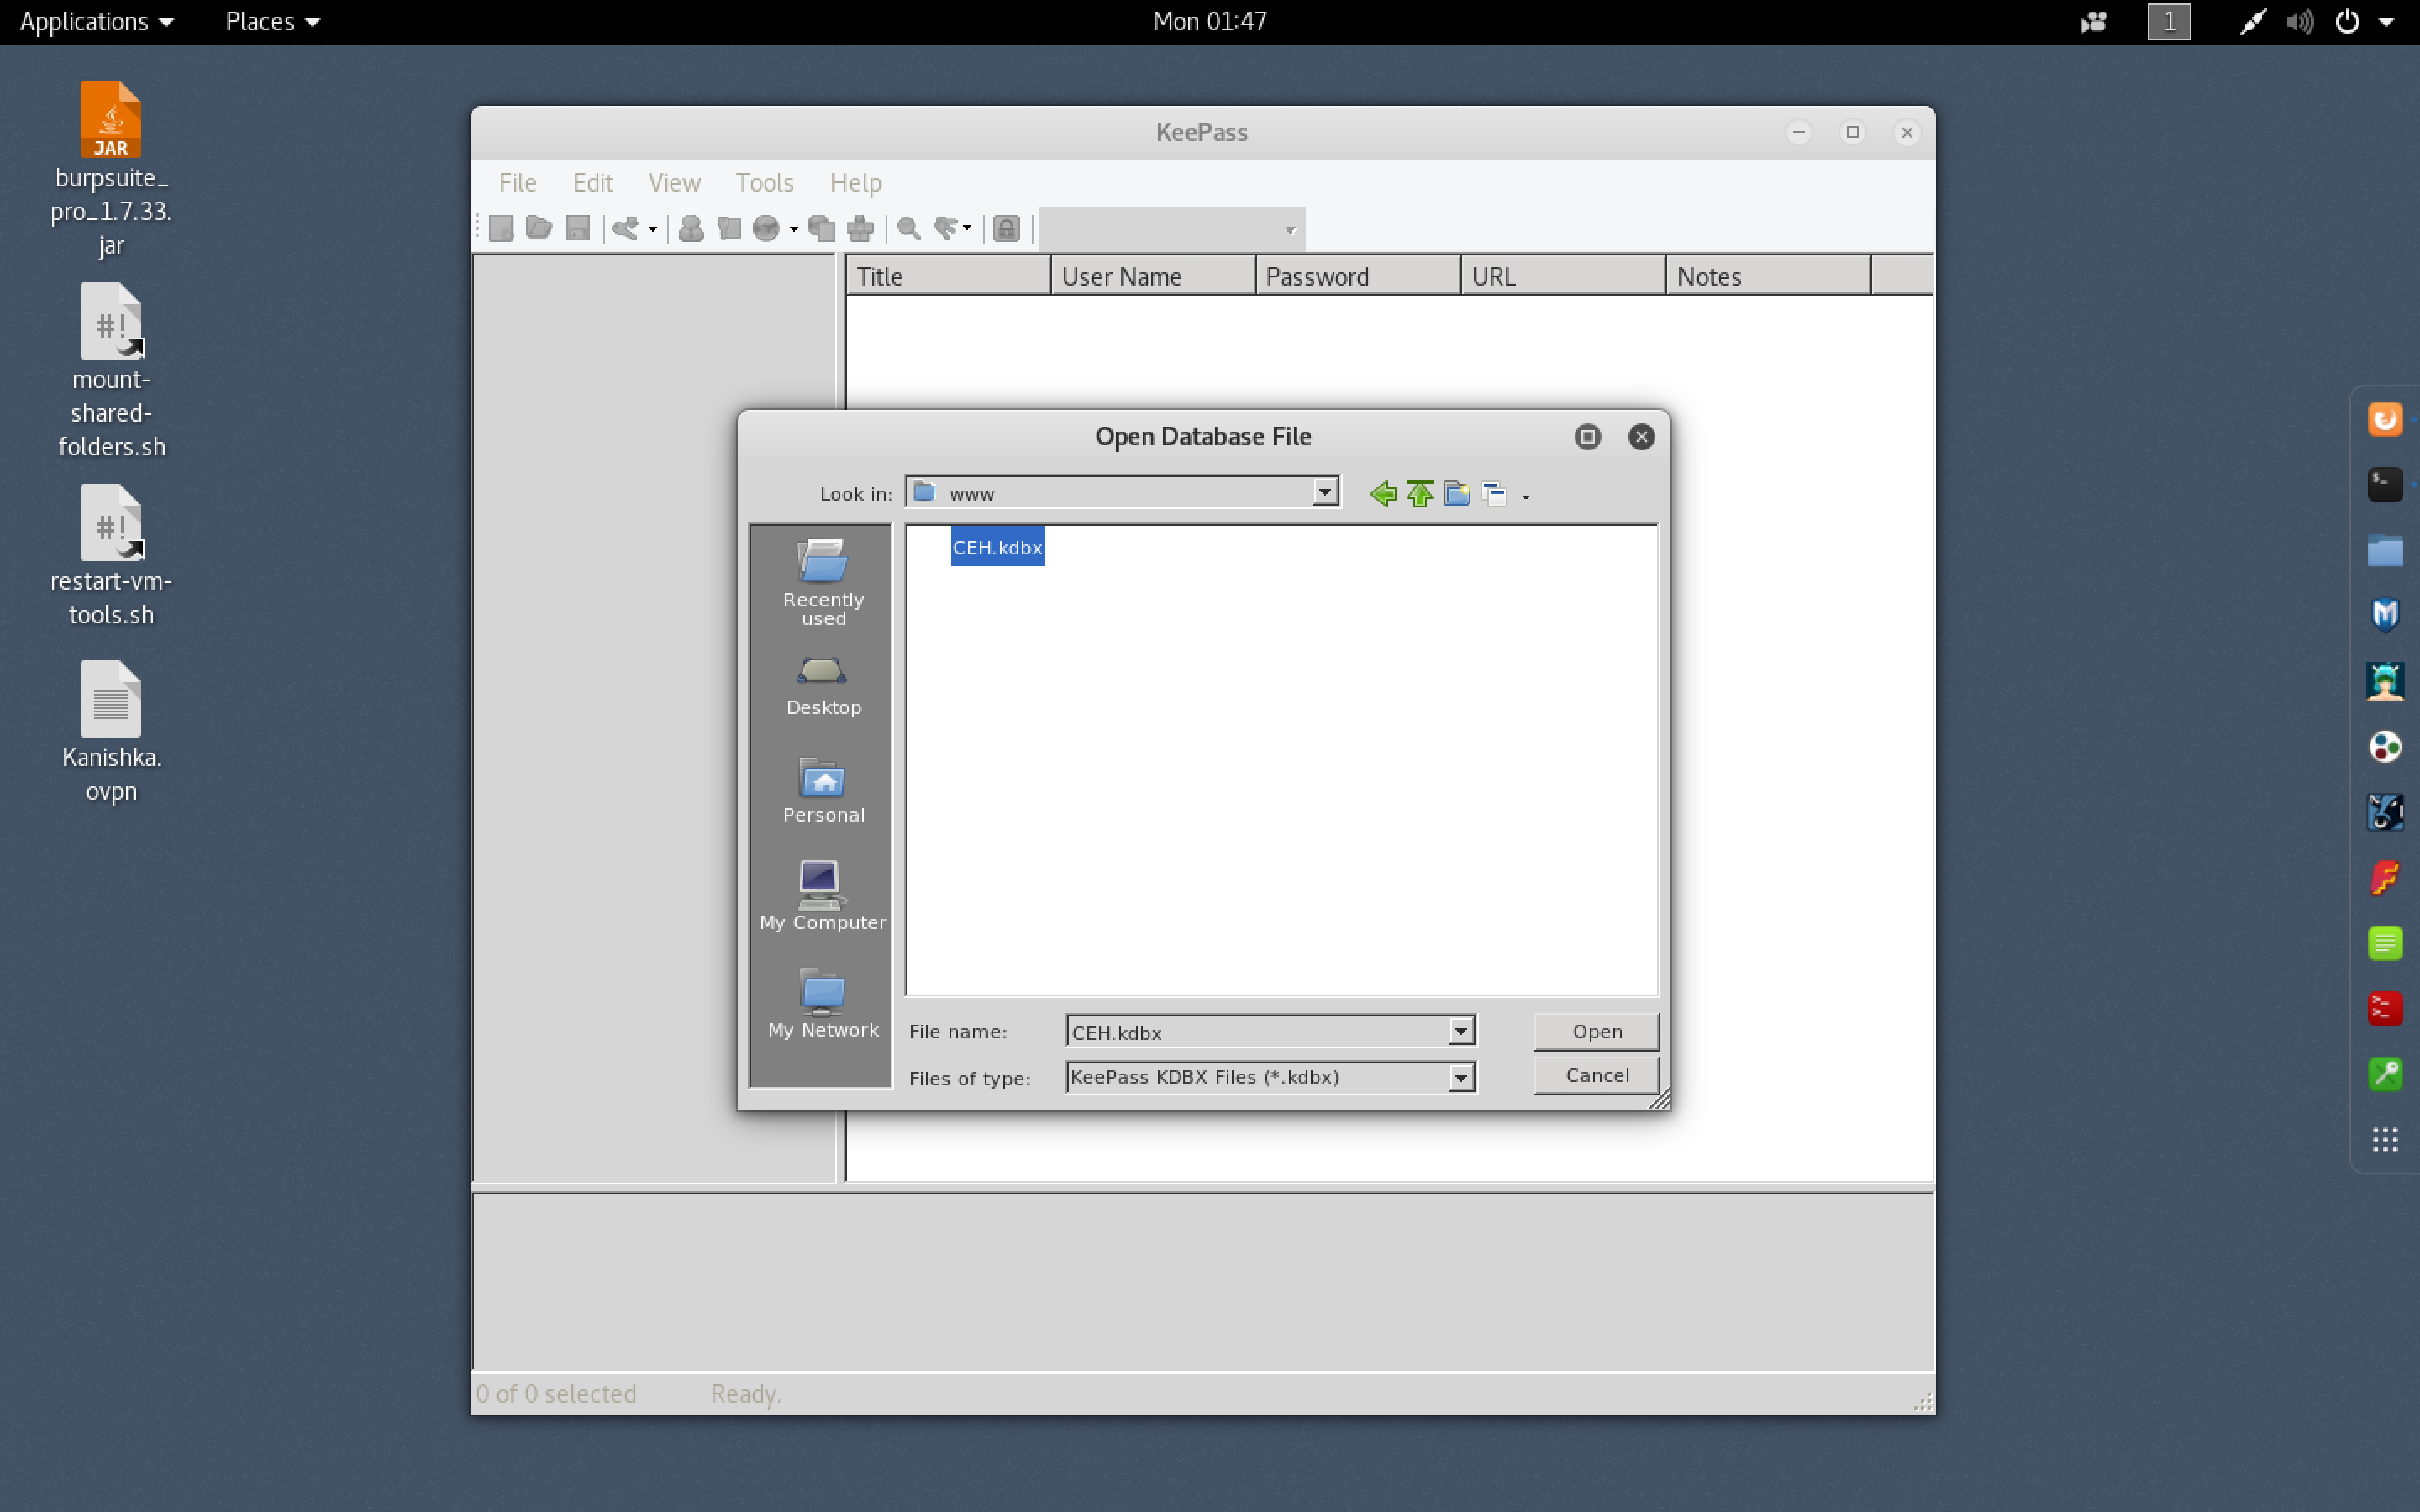 Applications
Places
Mon 01:47
1
JAR
burpsuite_
pro_1.7.33.
jar
#!
mount-
shared-
folders.sh
#!
restart-vm-
tools.sh
Kanishka.
ovpn
KeePass
File Edit View Tools Help
Title User Name Password URL Notes
Open Database File
Look in: www
CEH.kdbx
Recently
used
Desktop
Personal
My Computer
My Network
File name: CEH.kdbx Open
Files of type: KeePass KDBX Files (*.kdbx) Cancel
0 of 0 selected Ready.
$_
M
F
>_